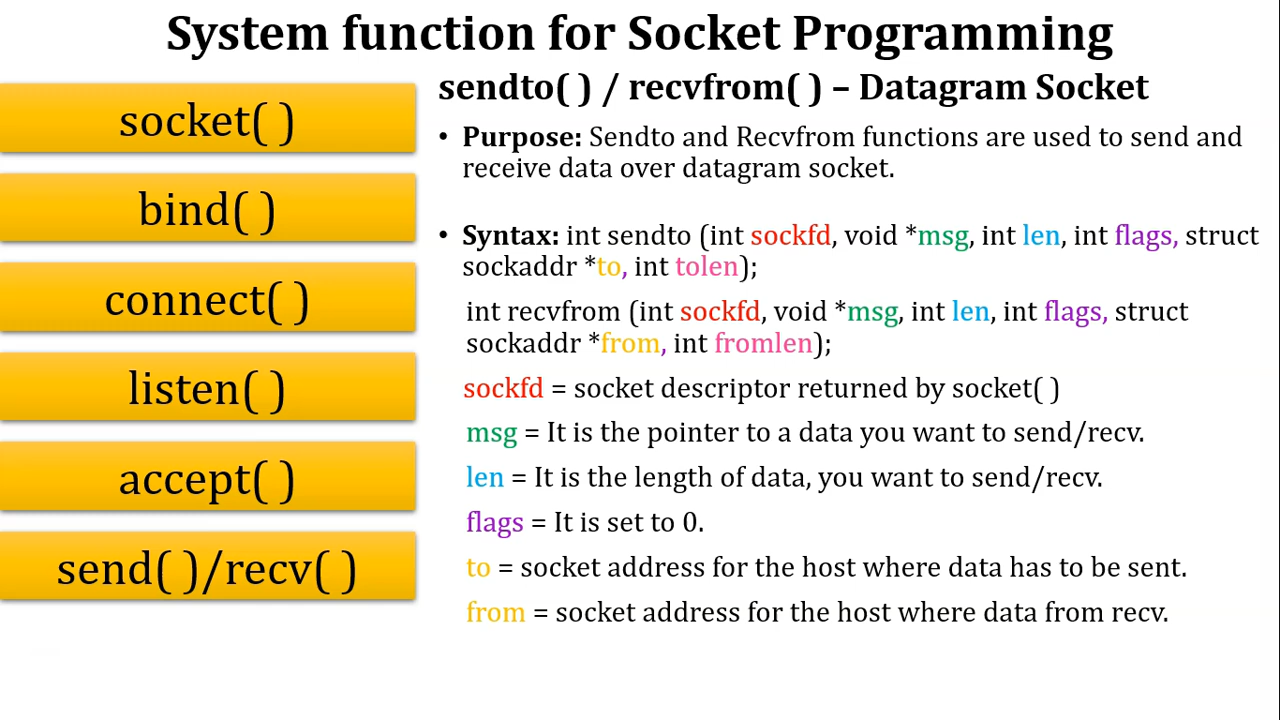 System function for Socket Programming
socket( )
bind( )
connect( )
listen( )
accept( )
send( )/recv( )
sendto( ) / recvfrom( ) – Datagram Socket
• Purpose: Sendto and Recvfrom functions are used to send and
receive data over datagram socket.
• Syntax: int sendto (int sockfd, void *msg, int len, int flags, struct
sockaddr *to, int tolen);
int recvfrom (int sockfd, void *msg, int len, int flags, struct
sockaddr *from, int fromlen);
sockfd = socket descriptor returned by socket( )
msg = It is the pointer to a data you want to send/recv.
len = It is the length of data, you want to send/recv.
flags = It is set to 0.
to = socket address for the host where data has to be sent.
from = socket address for the host where data from recv.